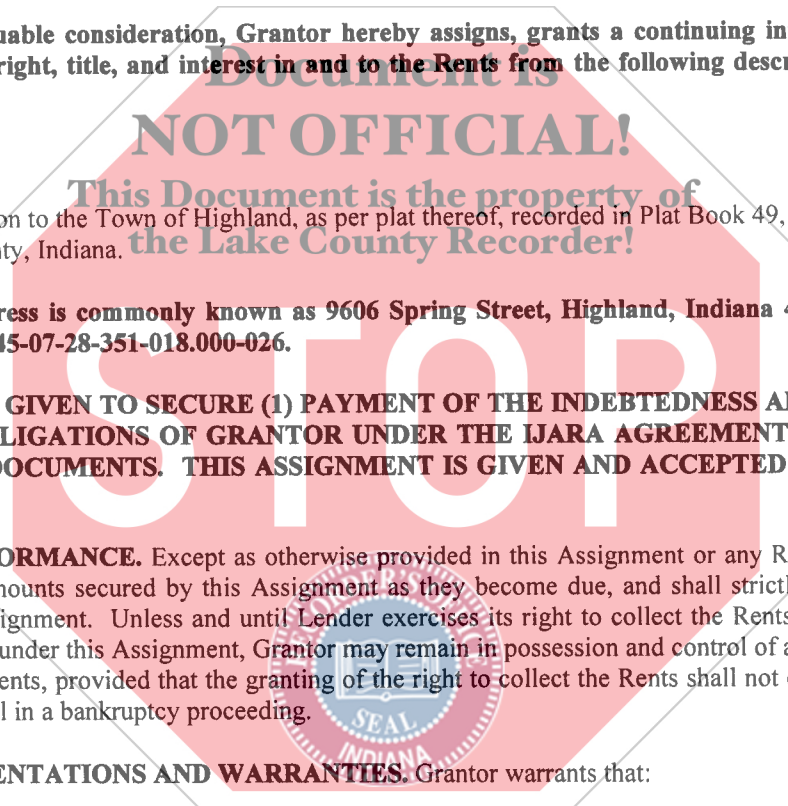 uable consideration, Grantor hereby assigns, grants a continuing in
right, title, and interest in and to the Rents from the following descr
Document is
NOT OFFICIAL!
This Document is the property of
on to the Town of Highland, as per plat thereof, recorded in Plat Book 49,
nty, Indiana.
the Lake County Recorder!
ress is commonly known as 9606 Spring Street, Highland, Indiana 4
45-07-28-351-018.000-026.
STOP
GIVEN TO SECURE (1) PAYMENT OF THE INDEBTEDNESS A
LIGATIONS OF GRANTOR UNDER THE IJARA AGREEMENT
DOCUMENTS. THIS ASSIGNMENT IS GIVEN AND ACCEPTED
ORMANCE. Except as otherwise provided in this Assignment or any R
mounts secured by this Assignment as they become due, and shall strictl
ignment. Unless and until Lender exercises its right to collect the Rents
under this Assignment, Grantor may remain in possession and control of a
ents, provided that the granting of the right to collect the Rents shall not
l in a bankruptcy proceeding.
SEAL
INDIANA
ENTATIONS AND WARRANTIES. Grantor warrants that: